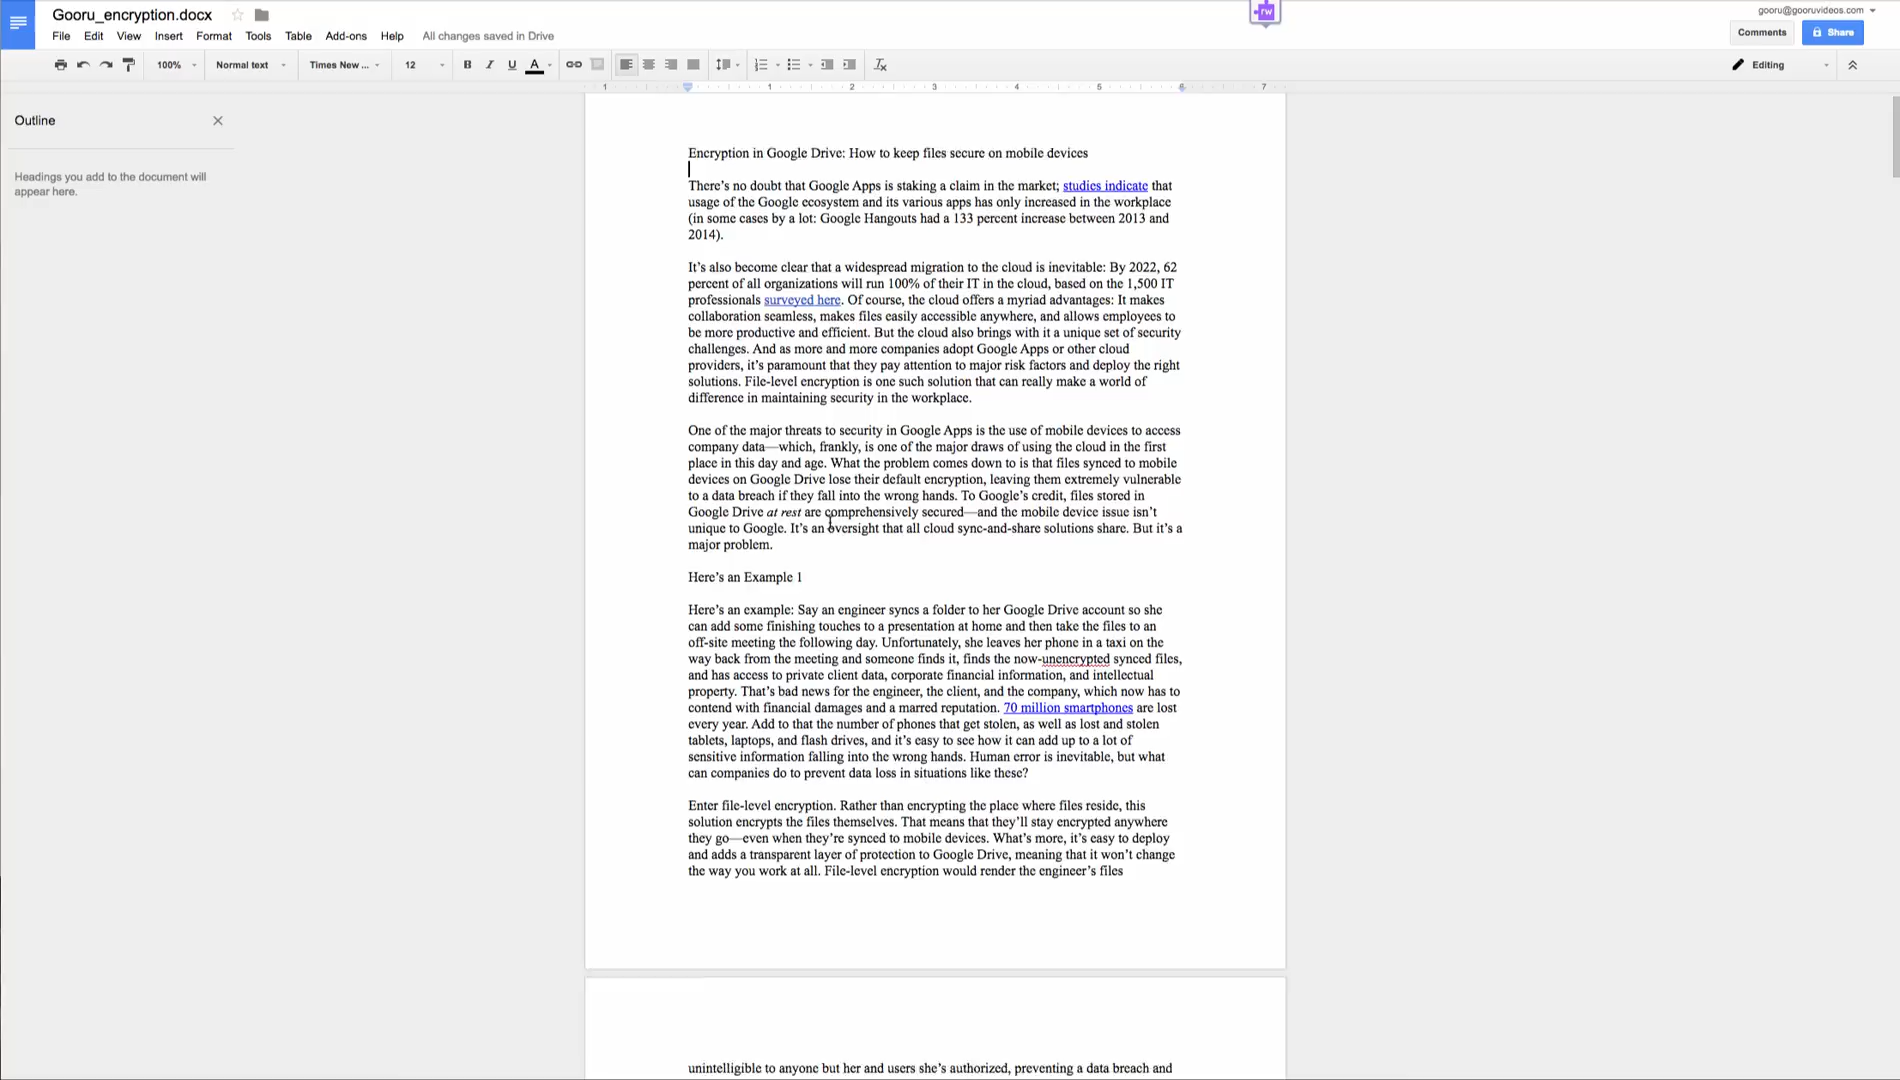 Gooru_encryption.docx
rw
gooru@gooruvideos.com
File Edit View Insert Format Tools Table Add-ons Help All changes saved in Drive
Comments Share
100% Normal text Times New ... 12 B I U A Editing
1 1 2 3 4 5 6 7
Outline
Headings you add to the document will
appear here.
Encryption in Google Drive: How to keep files secure on mobile devices
There’s no doubt that Google Apps is staking a claim in the market; studies indicate that
usage of the Google ecosystem and its various apps has only increased in the workplace
(in some cases by a lot: Google Hangouts had a 133 percent increase between 2013 and
2014).
It’s also become clear that a widespread migration to the cloud is inevitable: By 2022, 62
percent of all organizations will run 100% of their IT in the cloud, based on the 1,500 IT
professionals surveyed here. Of course, the cloud offers a myriad advantages: It makes
collaboration seamless, makes files easily accessible anywhere, and allows employees to
be more productive and efficient. But the cloud also brings with it a unique set of security
challenges. And as more and more companies adopt Google Apps or other cloud
providers, it’s paramount that they pay attention to major risk factors and deploy the right
solutions. File-level encryption is one such solution that can really make a world of
difference in maintaining security in the workplace.
One of the major threats to security in Google Apps is the use of mobile devices to access
company data—which, frankly, is one of the major draws of using the cloud in the first
place in this day and age. What the problem comes down to is that files synced to mobile
devices on Google Drive lose their default encryption, leaving them extremely vulnerable
to a data breach if they fall into the wrong hands. To Google’s credit, files stored in
Google Drive at rest are comprehensively secured—and the mobile device issue isn’t
unique to Google. It’s an oversight that all cloud sync-and-share solutions share. But it’s a
major problem.
Here’s an Example 1
Here’s an example: Say an engineer syncs a folder to her Google Drive account so she
can add some finishing touches to a presentation at home and then take the files to an
off-site meeting the following day. Unfortunately, she leaves her phone in a taxi on the
way back from the meeting and someone finds it, finds the now-unencrypted synced files,
and has access to private client data, corporate financial information, and intellectual
property. That’s bad news for the engineer, the client, and the company, which now has to
contend with financial damages and a marred reputation. 70 million smartphones are lost
every year. Add to that the number of phones that get stolen, as well as lost and stolen
tablets, laptops, and flash drives, and it’s easy to see how it can add up to a lot of
sensitive information falling into the wrong hands. Human error is inevitable, but what
can companies do to prevent data loss in situations like these?
Enter file-level encryption. Rather than encrypting the place where files reside, this
solution encrypts the files themselves. That means that they’ll stay encrypted anywhere
they go—even when they’re synced to mobile devices. What’s more, it’s easy to deploy
and adds a transparent layer of protection to Google Drive, meaning that it won’t change
the way you work at all. File-level encryption would render the engineer’s files
unintelligible to anyone but her and users she’s authorized, preventing a data breach and